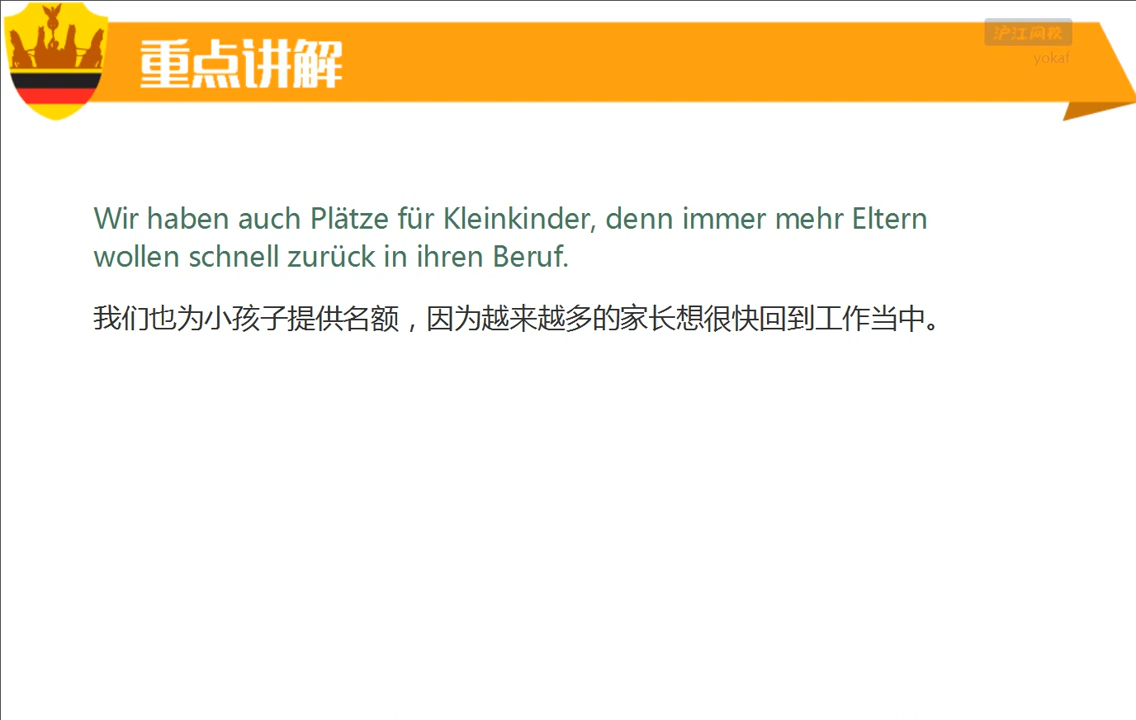 重点讲解
沪江网校
yokaf
Wir haben auch Plätze für Kleinkinder, denn immer mehr Eltern
wollen schnell zurück in ihren Beruf.
我们也为小孩子提供名额，因为越来越多的家长想很快回到工作当中。